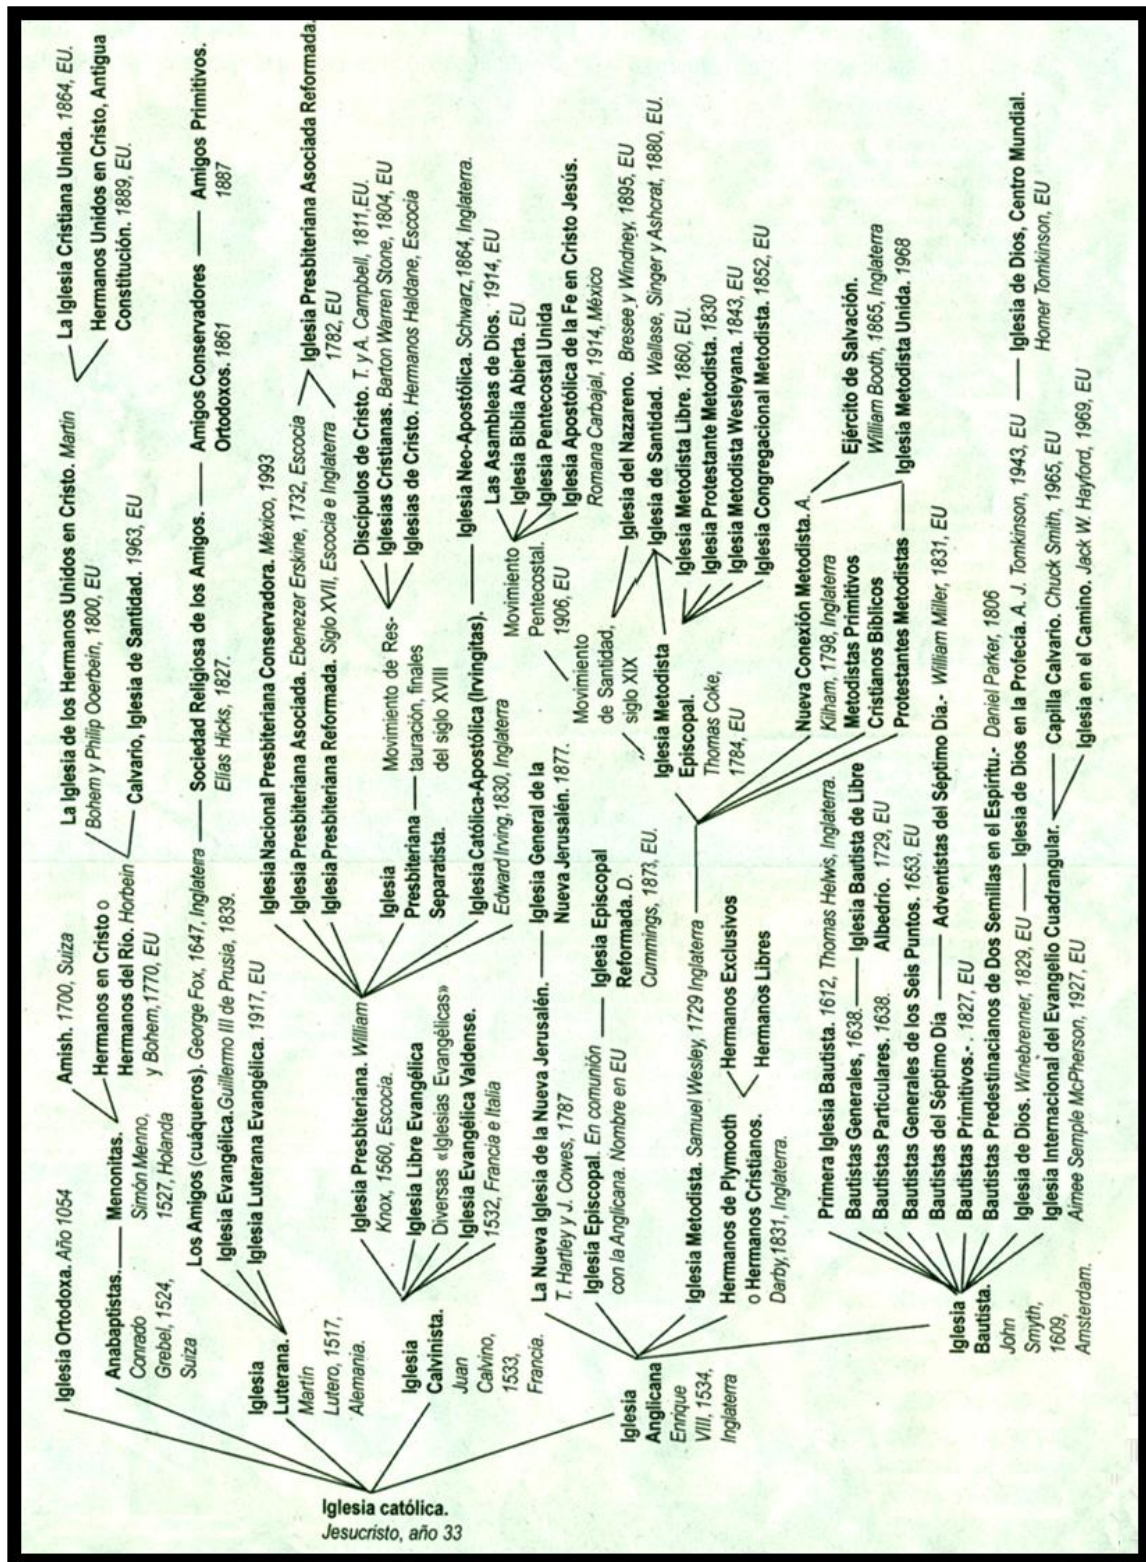 Iglesia católica.
Jesucristo, año 33
Iglesia Ortodoxa. Año 1054
Anabaptistas.
Conrado
Grebel, 1524,
Suiza
Menonitas.
Simón Menno,
1527, Holanda
Amish. 1700, Suiza
Hermanos en Cristo o
Hermanos del Río. Horbein
y Bohem, 1770, EU
La Iglesia de los Hermanos Unidos en Cristo. Martin
Bohem y Philip Ooerbein, 1800, EU
La Iglesia Cristiana Unida. 1864, EU.
Hermanos Unidos en Cristo, Antigua
Constitución. 1889, EU.
Calvario, Iglesia de Santidad. 1963, EU
Iglesia
Luterana.
Martín
Lutero, 1517,
Alemania.
Los Amigos (cuáqueros). George Fox, 1647, Inglatera
Sociedad Religiosa de los Amigos.
Elías Hicks, 1827.
Amigos Conservadores
Ortodoxos. 1861
Amigos Primitivos.
1887
Iglesia Evangélica. Guillermo III de Prusia, 1839.
Iglesia Luterana Evangélica. 1917, EU
Iglesia
Calvinista.
Juan
Calvino,
1533,
Francia.
Iglesia Presbiteriana. William
Knox, 1560, Escocia.
Iglesia Libre Evangélica
Diversas «Iglesias Evangélicas»
Iglesia Evangélica Valdense.
1532, Francia e Italia
Iglesia Nacional Presbiteriana Conservadora. México, 1993
Iglesia Presbiteriana Asociada. Ebenezer Erskine, 1732, Escocia
Iglesia Presbiteriana Reformada. Siglo XVII, Escocia e Inglaterra
Iglesia Presbiteriana Asociada Reformada.
1782, EU
Iglesia
Presbiteriana
Separatista.
Movimiento de Res-
tauración, finales
del siglo XVIII
Discípulos de Cristo. T. y A. Campbell, 1811,EU.
Iglesias Cristianas. Barton Warren Stone, 1804, EU
Iglesias de Cristo. Hermanos Haldane, Escocia
Iglesia Católica-Apostólica (Irvingitas).
Edward Irving,1830, Inglaterra
Iglesia Neo-Apostólica. Schwarz,1864, Inglaterra.
Movimiento
Pentecostal.
1906, EU
Las Asambleas de Dios. 1914, EU
Iglesia Biblia Abierta. EU
Iglesia Pentecostal Unida
Iglesia Apostólica de la Fe en Cristo Jesús.
Romana Carbajal, 1914, México
Iglesia
Anglicana
Enrique
VIII, 1534,
Inglaterra
La Nueva Iglesia de la Nueva Jerusalén.
T. Hartley y J. Cowes, 1787
Iglesia General de la
Nueva Jerusalén. 1877.
Iglesia Episcopal. En comunión
con la Anglicana. Nombre en EU
Iglesia Episcopal
Reformada. D.
Cummings, 1873, EU.
Iglesia Metodista. Samuel Wesley, 1729 Inglaterra
Movimiento
de Santidad,
siglo XIX
Iglesia del Nazareno. Bresee y Windney, 1895, EU
Iglesia de Santidad. Wallase, Singer y Ashcrat, 1880, EU.
Iglesia Metodista
Episcopal.
Thomas Coke,
1784, EU
Iglesia Metodista Libre. 1860, EU.
Iglesia Protestante Metodista. 1830
Iglesia Metodista Wesleyana. 1843, EU
Iglesia Congregacional Metodista. 1852, EU
Nueva Conexión Metodista. A.
Kilham, 1798, Inglaterra
Metodistas Primitivos
Cristianos Bíblicos
Protestantes Metodistas
Ejército de Salvación.
William Booth, 1865, Inglaterra
Iglesia Metodista Unida. 1968
Hermanos de Plymooth
o Hermanos Cristianos.
Darby,1831, Inglaterra.
Hermanos Exclusivos
Hermanos Libres
Iglesia
Bautista.
John
Smyth,
1609,
Amsterdam.
Primera Iglesia Bautista. 1612, Thomas Helwis, Inglaterra.
Bautistas Generales, 1638.
Iglesia Bautista de Libre
Albedrío. 1729, EU
Bautistas Particulares. 1638.
Bautistas Generales de los Seis Puntos. 1653, EU
Bautistas del Séptimo Día
Adventistas del Séptimo Día.- William Miller, 1831, EU
Bautistas Primitivos. - 1827, EU
Bautistas Predestinacianos de Dos Semillas en el Espíritu.- Daniel Parker, 1806
Iglesia de Dios. Winebrenner, 1829, EU
Iglesia de Dios en la Profecía. A. J. Tomkinson, 1943, EU
Iglesia de Dios, Centro Mundial.
Homer Tomkinson, EU
Iglesia Internacional del Evangelio Cuadrangular.
Aimee Semple McPherson, 1927, EU
Capilla Calvario. Chuck Smith, 1965, EU
Iglesia en el Camino. Jack W. Hayford, 1969, EU